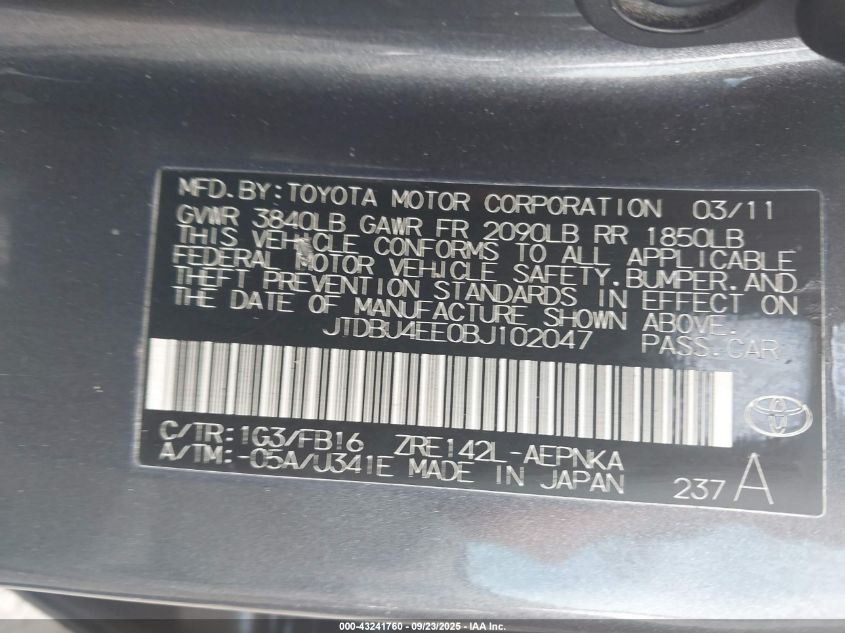 MFD.BY:TOYOTA MOTOR CORPORATION 03/11
GVWR 3840LB GAWR FR 2090LB RR 1850LB
THIS VEHICLE CONFORMS TO ALL APPLICABLE
FEDERAL MOTOR VEHICLE SAFETY.BUMPER.AND
THEFT PREVENTION STANDARDS IN EFFECT ON
THE DATE OF MANUFACTURE SHOWN ABOVE.
JTDBU4EE0BJ102047 PASS.CAR
C/TR:1G3/FB16 ZRE142L-AEPNKA
A/TM:-05A/U341E MADE IN JAPAN
237 A
000-43241760 - 09/23/2025 - IAA Inc.